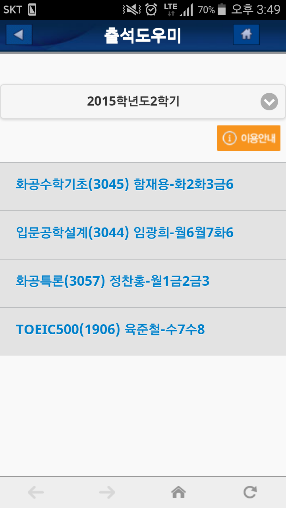 SKT LTE 70% 오후 3:49
출석도우미
2015학년도2학기
이용안내
화공수학기초(3045) 함재용-화2화3금6
입문공학설계(3044) 임광희-월6월7화6
화공특론(3057) 정찬홍-월1금2금3
TOEIC500(1906) 육준철-수7수8